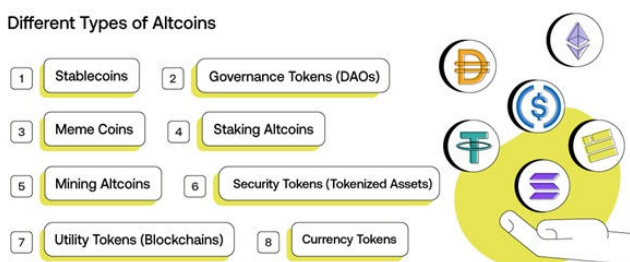 Different Types of Altcoins
1 Stablecoins 2 Governance Tokens (DAOs)
3 Meme Coins 4 Staking Altcoins
5 Mining Altcoins 6 Security Tokens (Tokenized Assets)
7 Utility Tokens (Blockchains) 8 Currency Tokens